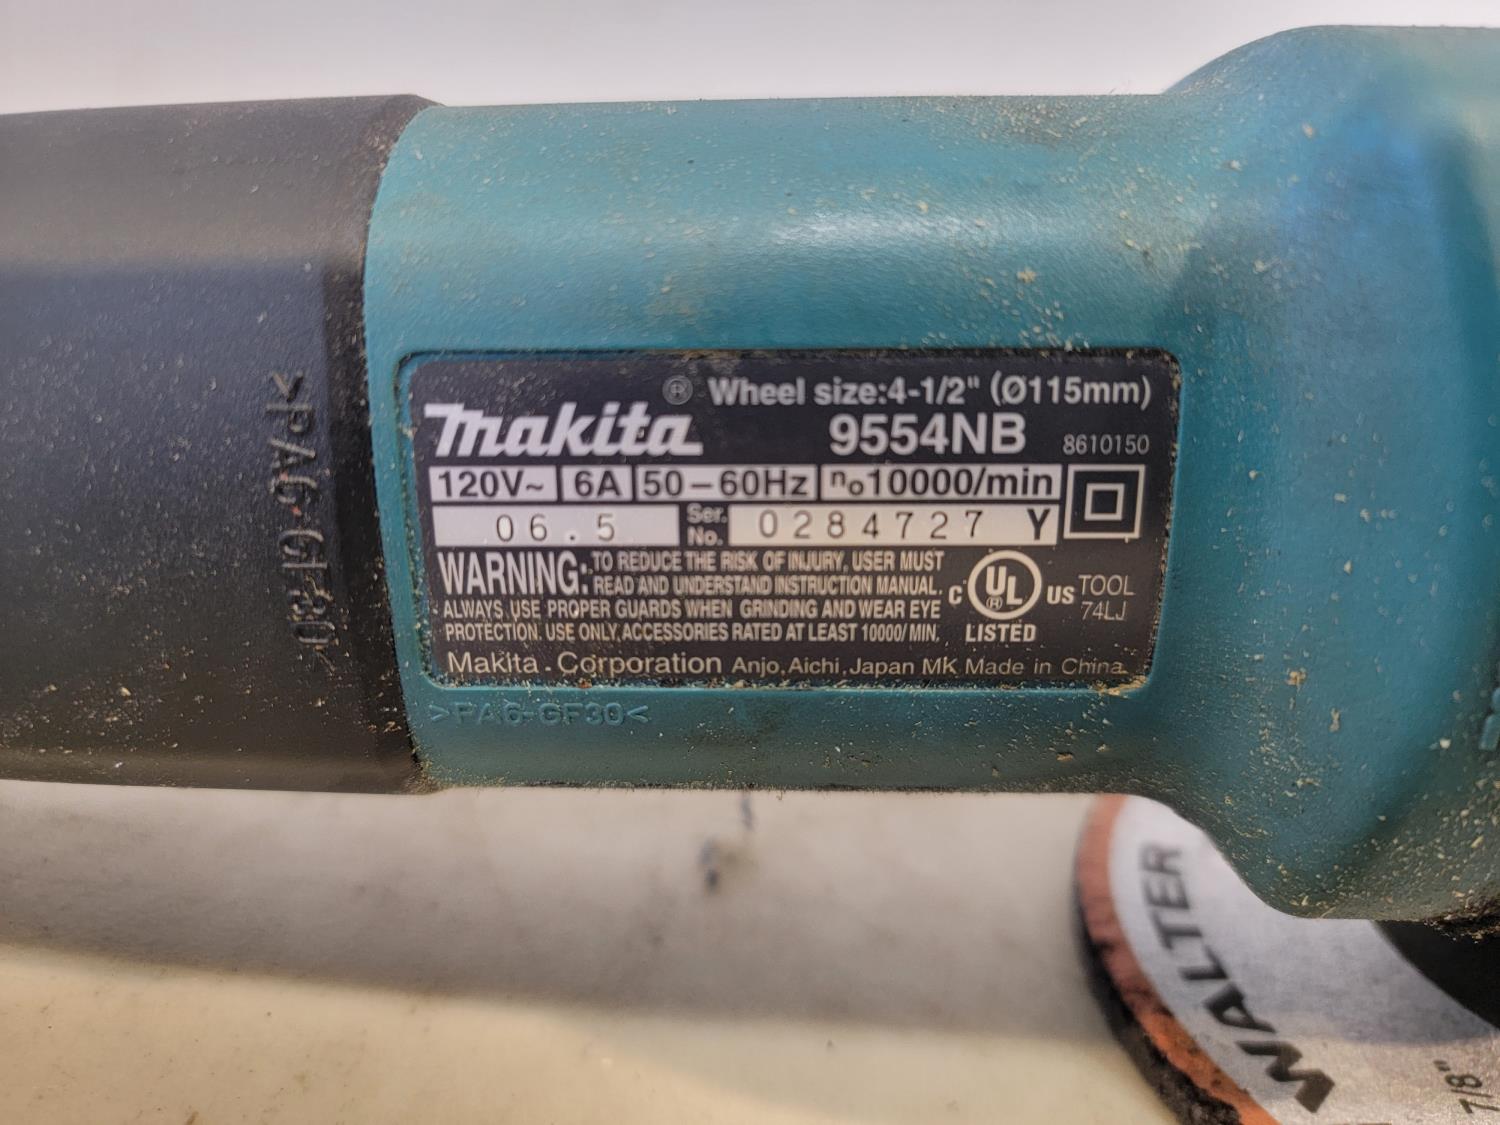 ® Wheel size:4-1/2" (Ø115mm)
makita 9554NB 8610150
120V~ 6A 50-60Hz no10000/min
06.5 Ser. No. 0284727 Y
WARNING: TO REDUCE THE RISK OF INJURY, USER MUST
READ AND UNDERSTAND INSTRUCTION MANUAL.
ALWAYS USE PROPER GUARDS WHEN GRINDING AND WEAR EYE
PROTECTION. USE ONLY ACCESSORIES RATED AT LEAST 10000/MIN.
C UL® US LISTED
TOOL
74LJ
Makita Corporation Anjo, Aichi, Japan MK Made in China
>PA6-GF30<
>PA6-GF30<
WALTER
7/8"